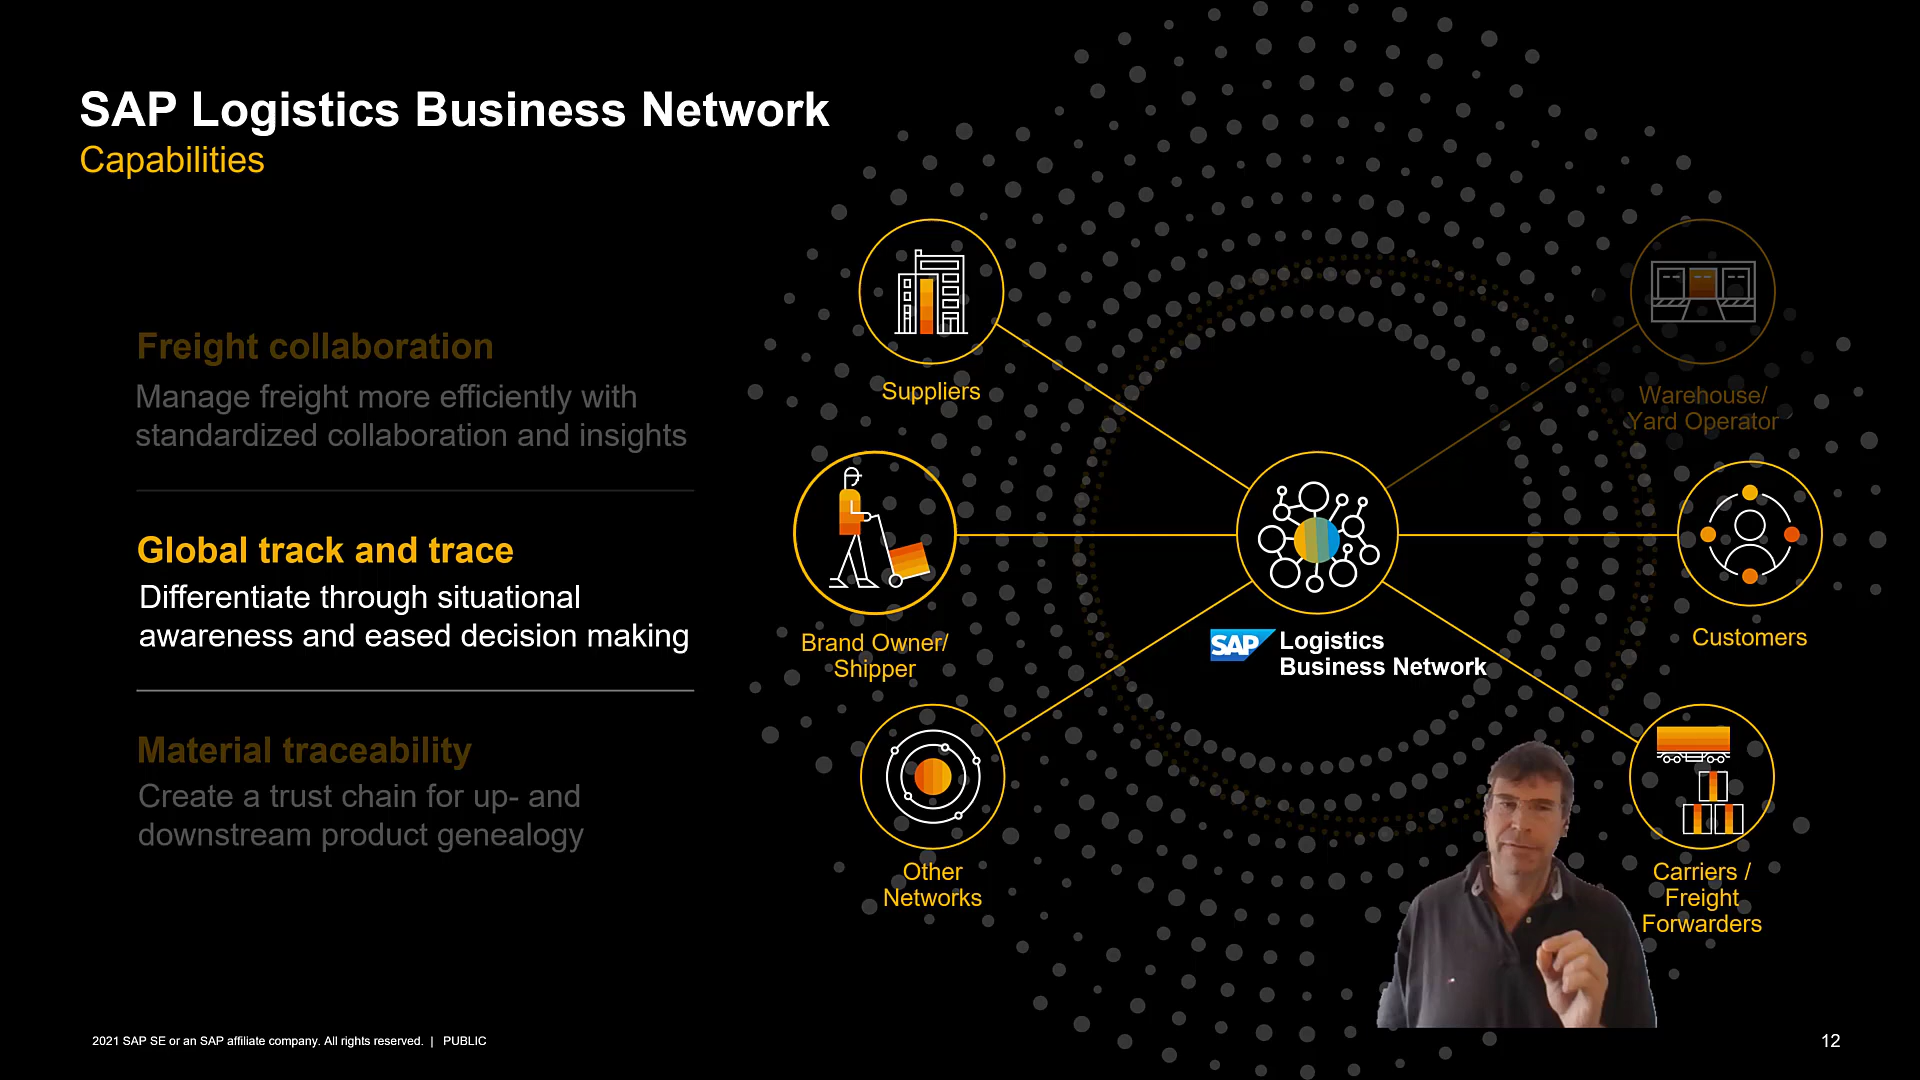 SAP Logistics Business Network
Capabilities
Freight collaboration
Manage freight more efficiently with
standardized collaboration and insights
Global track and trace
Differentiate through situational
awareness and eased decision making
Material traceability
Create a trust chain for up- and
downstream product genealogy
Suppliers
Warehouse/
Yard Operator
Brand Owner/
Shipper
SAP Logistics
Business Network
Customers
Other
Networks
Carriers /
Freight
Forwarders
2021 SAP SE or an SAP affiliate company. All rights reserved. | PUBLIC
12